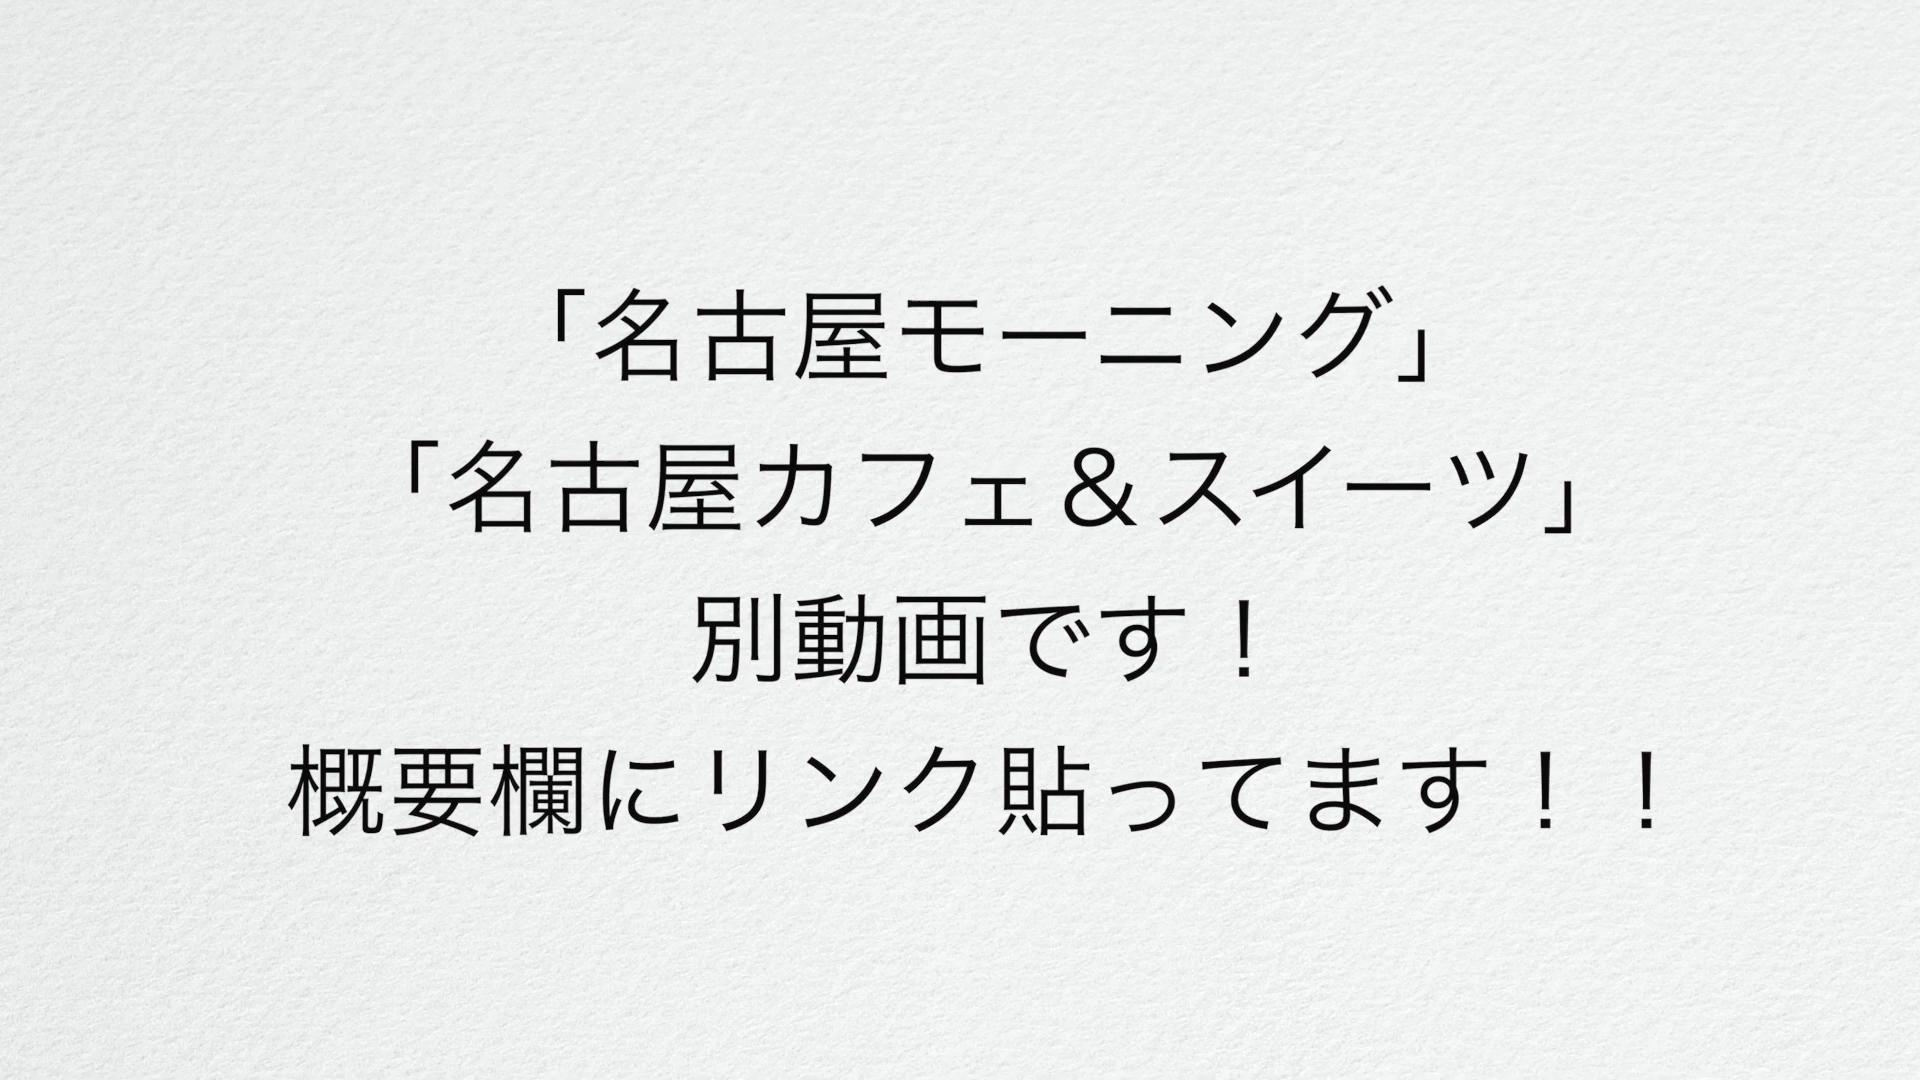 「名古屋モーニング」
「名古屋カフェ＆スイーツ」
別動画です！
概要欄にリンク貼ってます！！